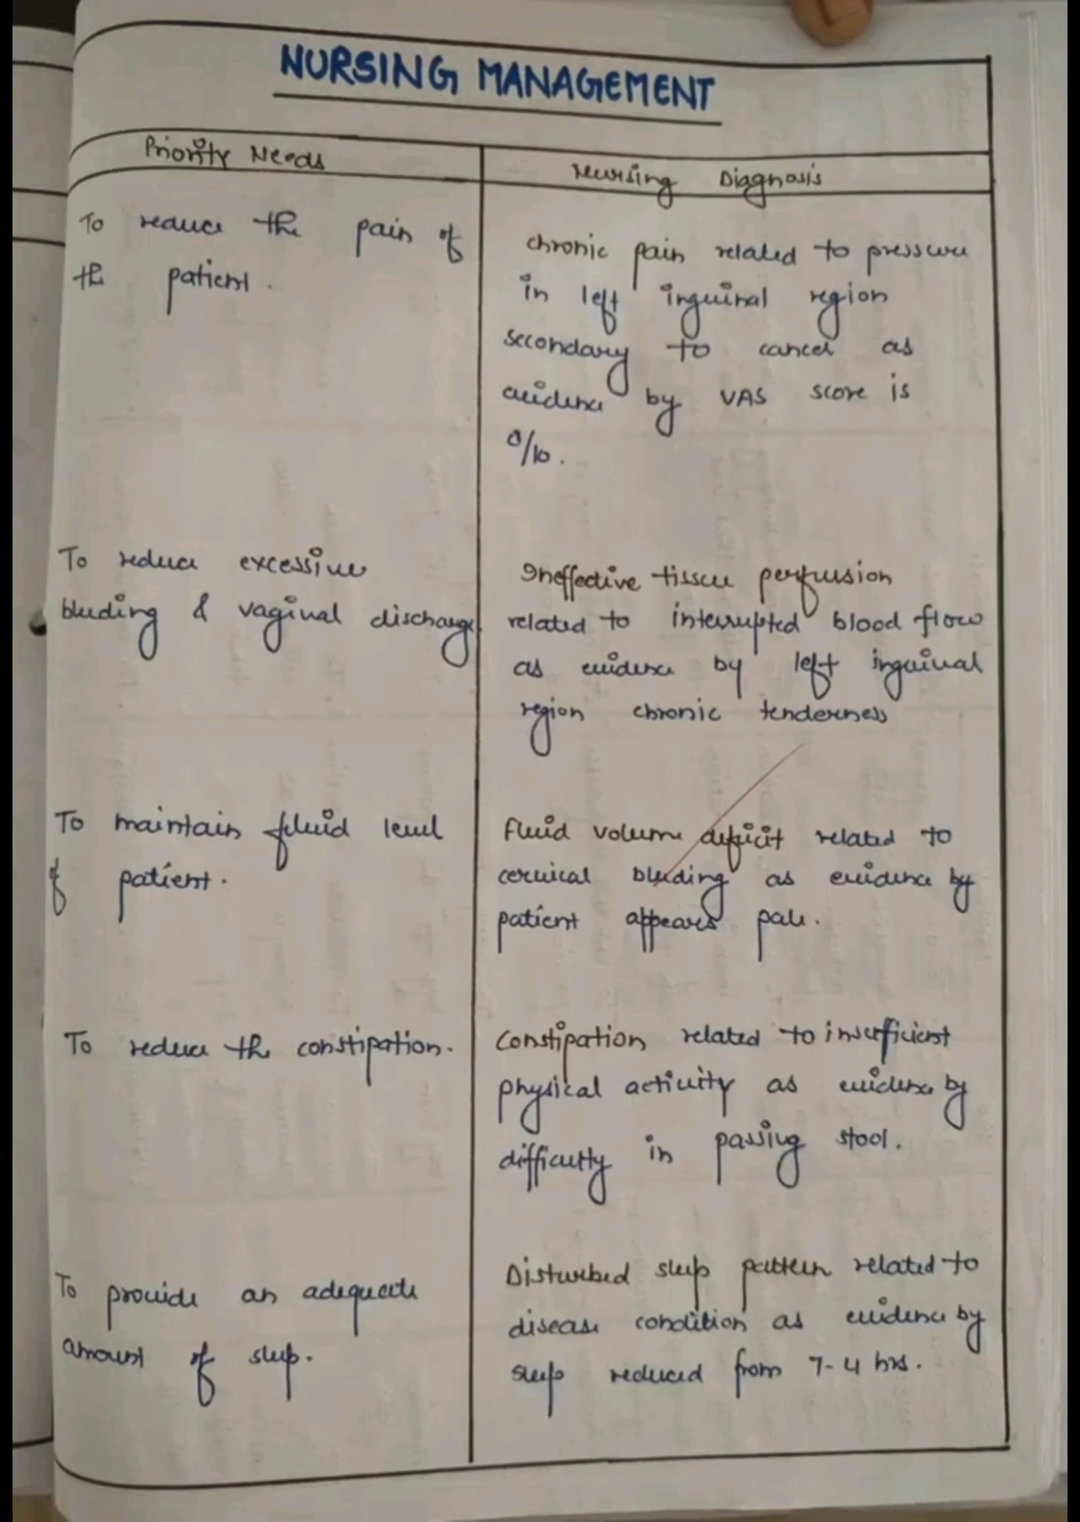 NURSING MANAGEMENT
Priority Needs
Nursing Diagnosis
To reduce the pain of
the patient.
chronic pain related to pressure
in left inguinal region
secondary to cancer as
evidence by VAS score is
/10.
To reduce excessive
bleeding & vaginal discharge
Ineffective tissue perfusion
related to interrupted blood flow
as evidence by left inguinal
region chronic tenderness
To maintain fluid level
of patient.
Fluid volume deficit related to
cervical bleeding as evidence by
patient appears pale.
To reduce the constipation.
Constipation related to insufficient
physical activity as evidence by
difficulty in passing stool.
To provide an adequate
amount of sleep.
Disturbed sleep pattern related to
disease condition as evidence by
sleep reduced from 7-4 hrs.